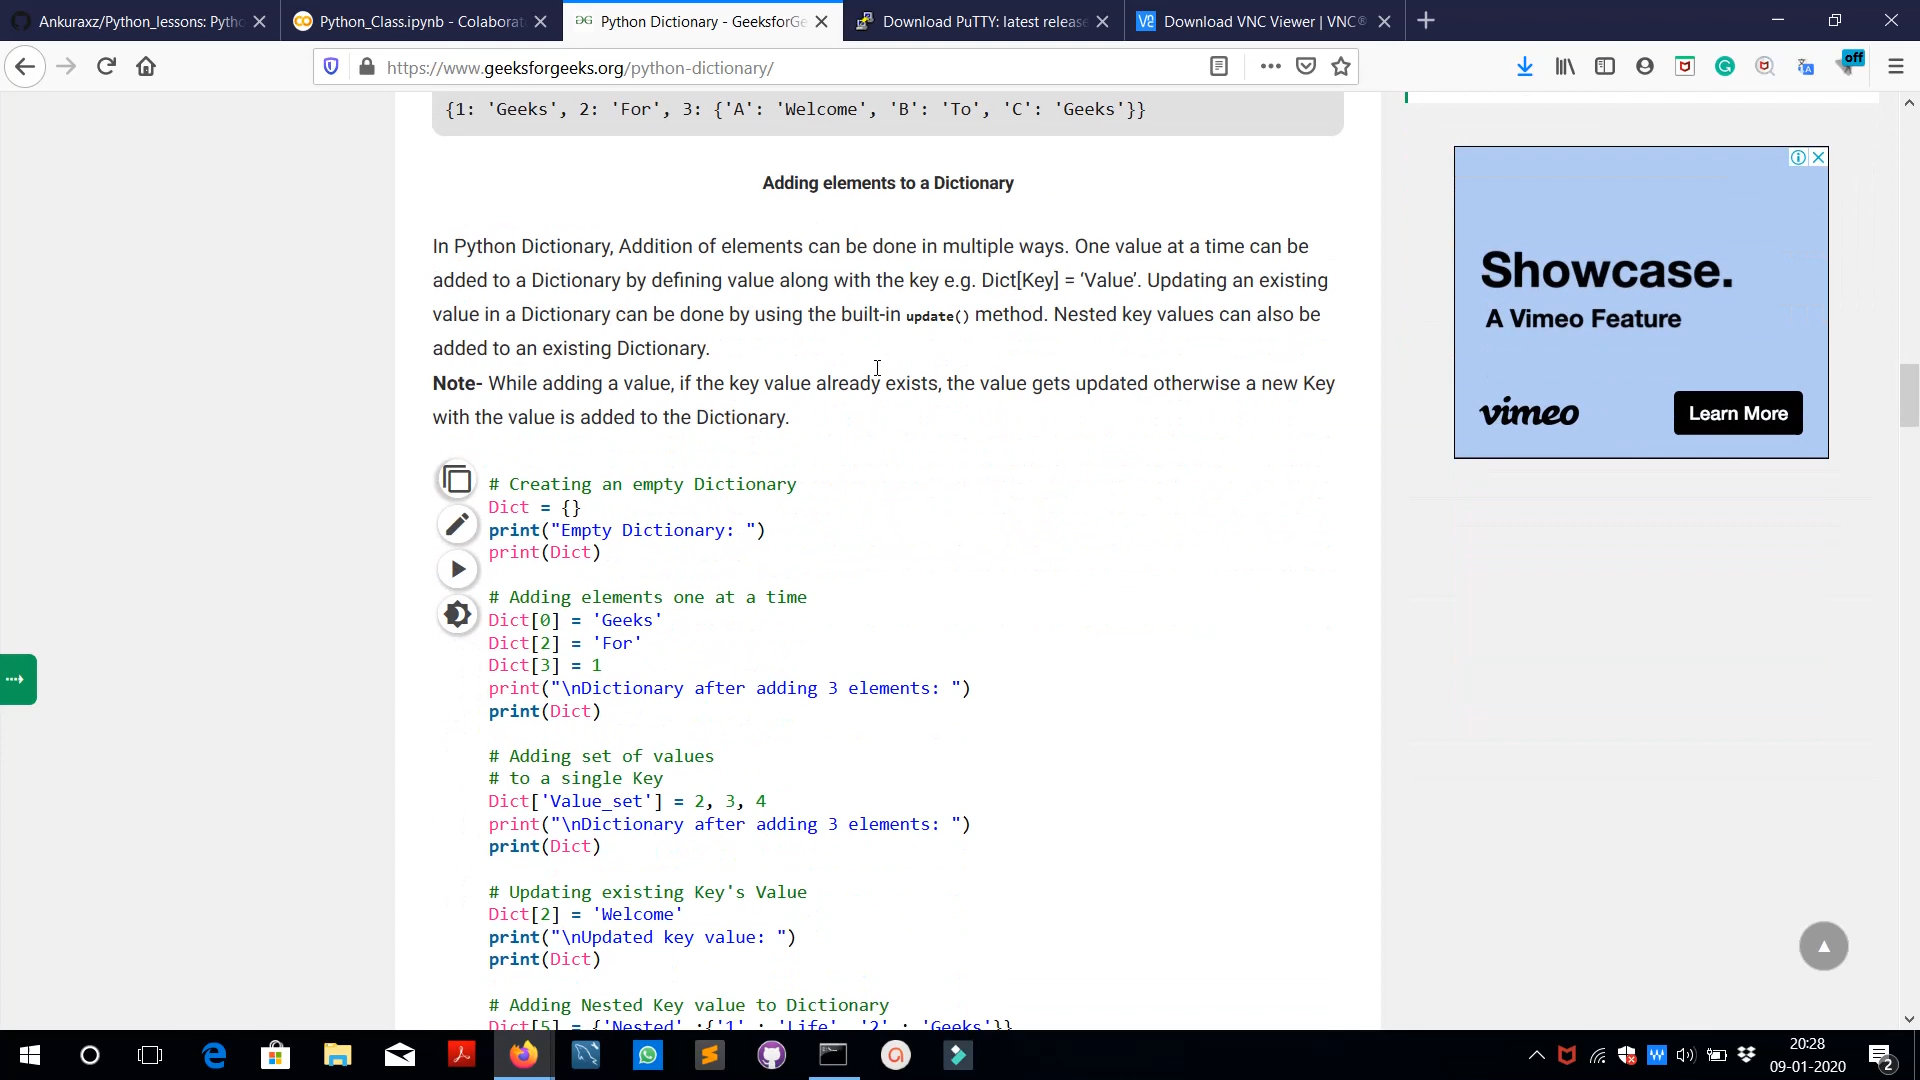 Ankuraxz/Python_lessons: Pytho
Python_Class.ipynb - Colaborat
Python Dictionary - GeeksforGe
Download PuTTY: latest release
Download VNC Viewer | VNC®
https://www.geeksforgeeks.org/python-dictionary/
off
{1: 'Geeks', 2: 'For', 3: {'A': 'Welcome', 'B': 'To', 'C': 'Geeks'}}
Adding elements to a Dictionary
In Python Dictionary, Addition of elements can be done in multiple ways. One value at a time can be
added to a Dictionary by defining value along with the key e.g. Dict[Key] = ‘Value’. Updating an existing
value in a Dictionary can be done by using the built-in update() method. Nested key values can also be
added to an existing Dictionary.
Note- While adding a value, if the key value already exists, the value gets updated otherwise a new Key
with the value is added to the Dictionary.
# Creating an empty Dictionary
Dict = {}
print("Empty Dictionary: ")
print(Dict)
# Adding elements one at a time
Dict[0] = 'Geeks'
Dict[2] = 'For'
Dict[3] = 1
print("\nDictionary after adding 3 elements: ")
print(Dict)
# Adding set of values
# to a single Key
Dict['Value_set'] = 2, 3, 4
print("\nDictionary after adding 3 elements: ")
print(Dict)
# Updating existing Key's Value
Dict[2] = 'Welcome'
print("\nUpdated key value: ")
print(Dict)
# Adding Nested Key value to Dictionary
Dict[5] = {'Nested' :{'1' : 'Life', '2' : 'Geeks'}}
Showcase.
A Vimeo Feature
vimeo
Learn More
20:28
09-01-2020
2